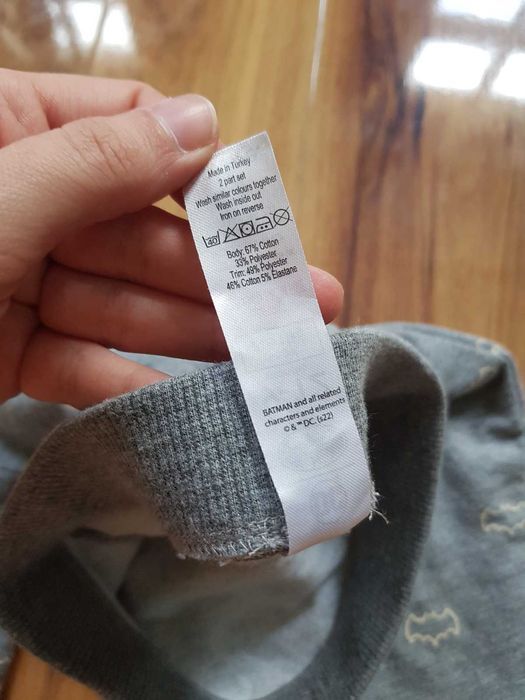 Made In Turkey
2 part set
Wash similar colours together
Wash inside out
Iron on reverse
40
Body: 67% Cotton
33% Polyester
Trim: 49% Polyester
46% Cotton 5% Elastane
BATMAN and all related
characters and elements
© & ™ DC. (s22)